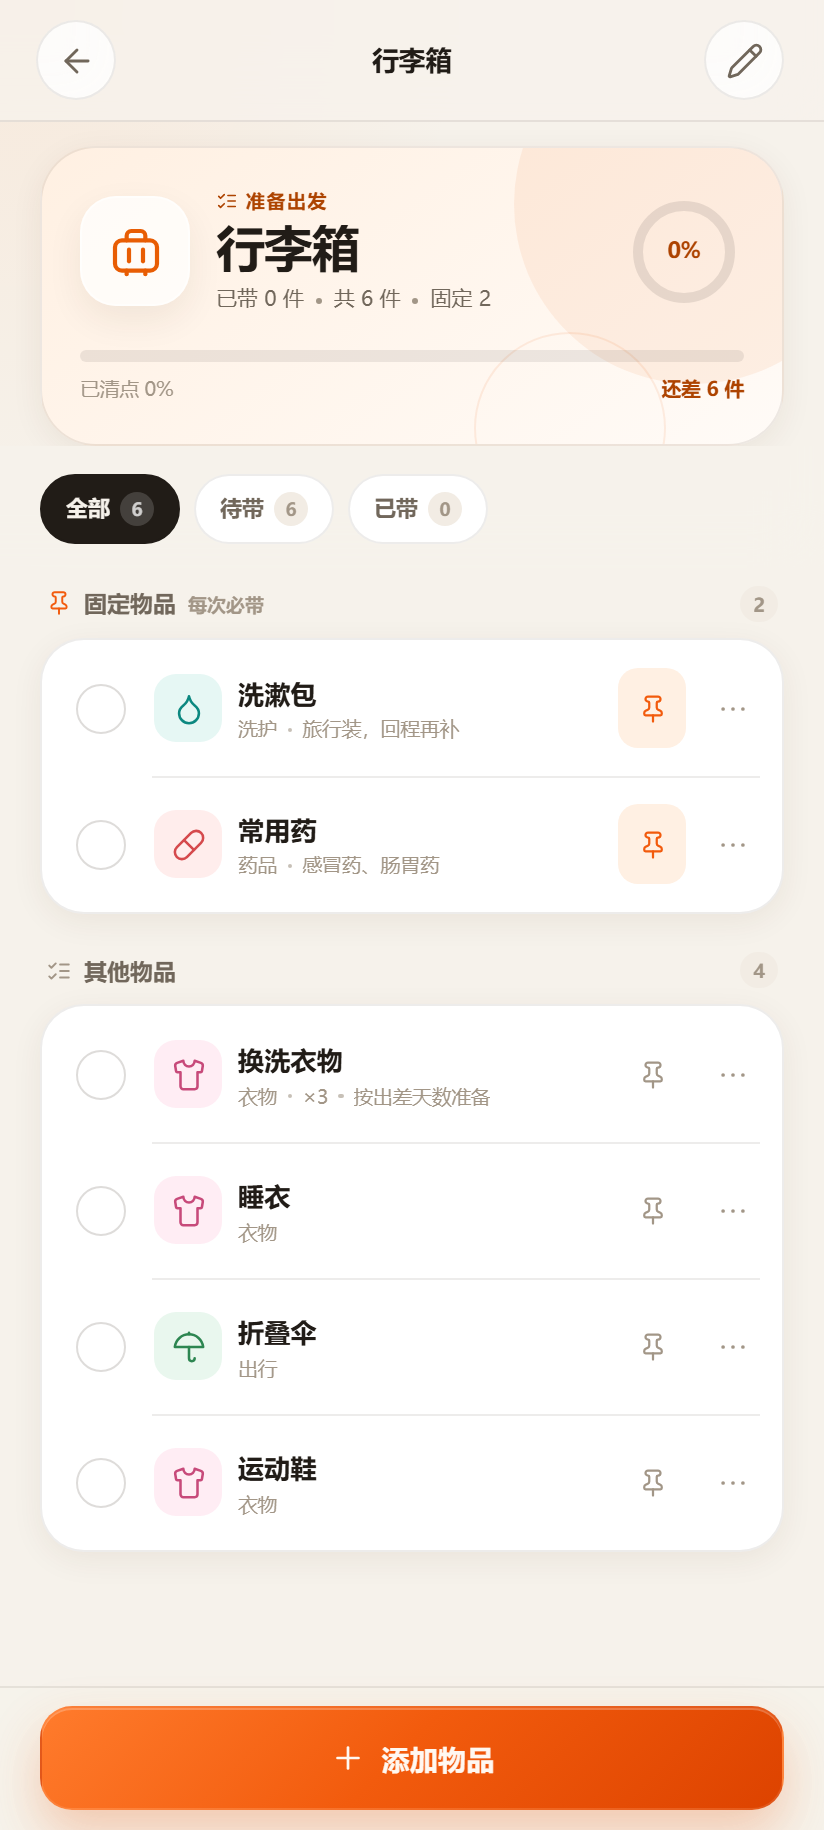 行李箱
准备出发
行李箱
已带 0 件 • 共 6 件 • 固定 2
0%
已清点 0%
还差 6 件
全部 6
待带 6
已带 0
固定物品 每次必带
2
洗漱包
洗护 · 旅行装，回程再补
常用药
药品 · 感冒药、肠胃药
其他物品
4
换洗衣物
衣物 · ×3 · 按出差天数准备
睡衣
衣物
折叠伞
出行
运动鞋
衣物
添加物品